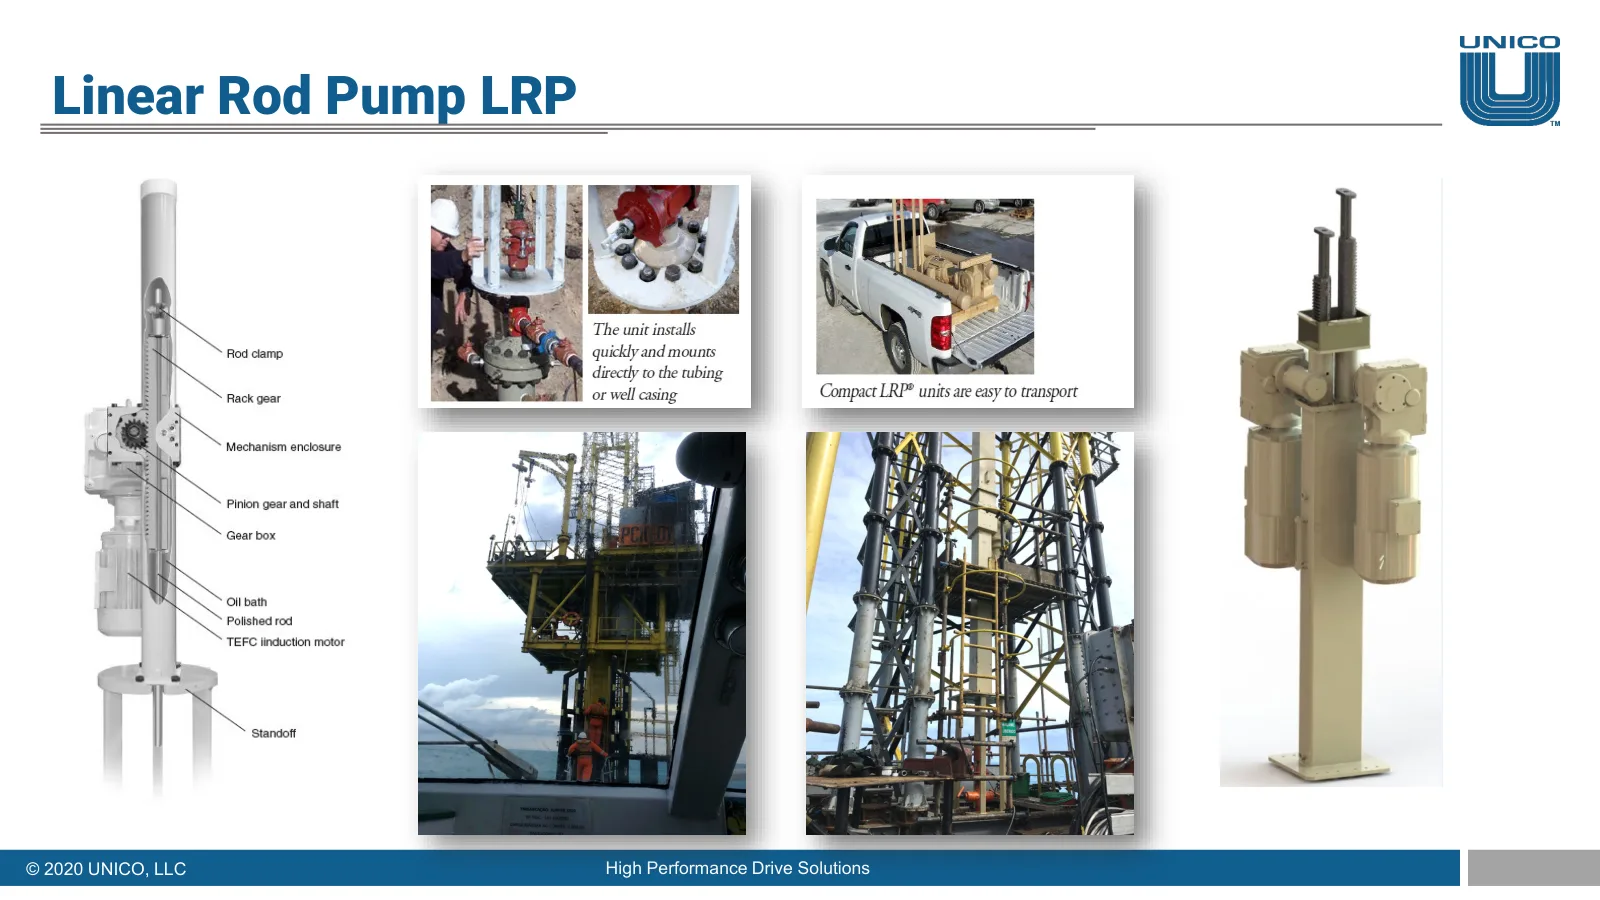 UNICO
TM
Linear Rod Pump LRP
Rod clamp
Rack gear
Mechanism enclosure
Pinion gear and shaft
Gear box
Oil bath
Polished rod
TEFC iinduction motor
Standoff
The unit installs
quickly and mounts
directly to the tubing
or well casing
Compact LRP® units are easy to transport
© 2020 UNICO, LLC
High Performance Drive Solutions